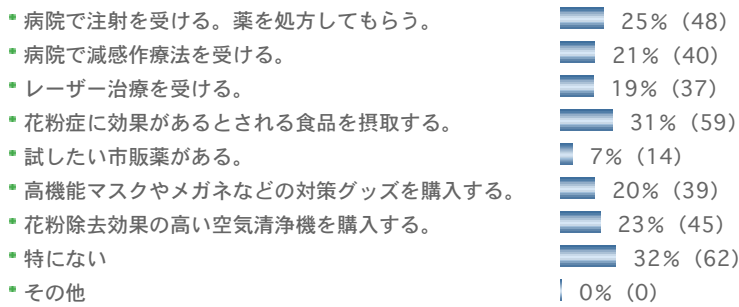 病院で注射を受ける。薬を処方してもらう。 25%（48）
病院で減感作療法を受ける。 21%（40）
レーザー治療を受ける。 19%（37）
花粉症に効果があるとされる食品を摂取する。 31%（59）
試したい市販薬がある。 7%（14）
高機能マスクやメガネなどの対策グッズを購入する。 20%（39）
花粉除去効果の高い空気清浄機を購入する。 23%（45）
特にない 32%（62）
その他 0%（0）